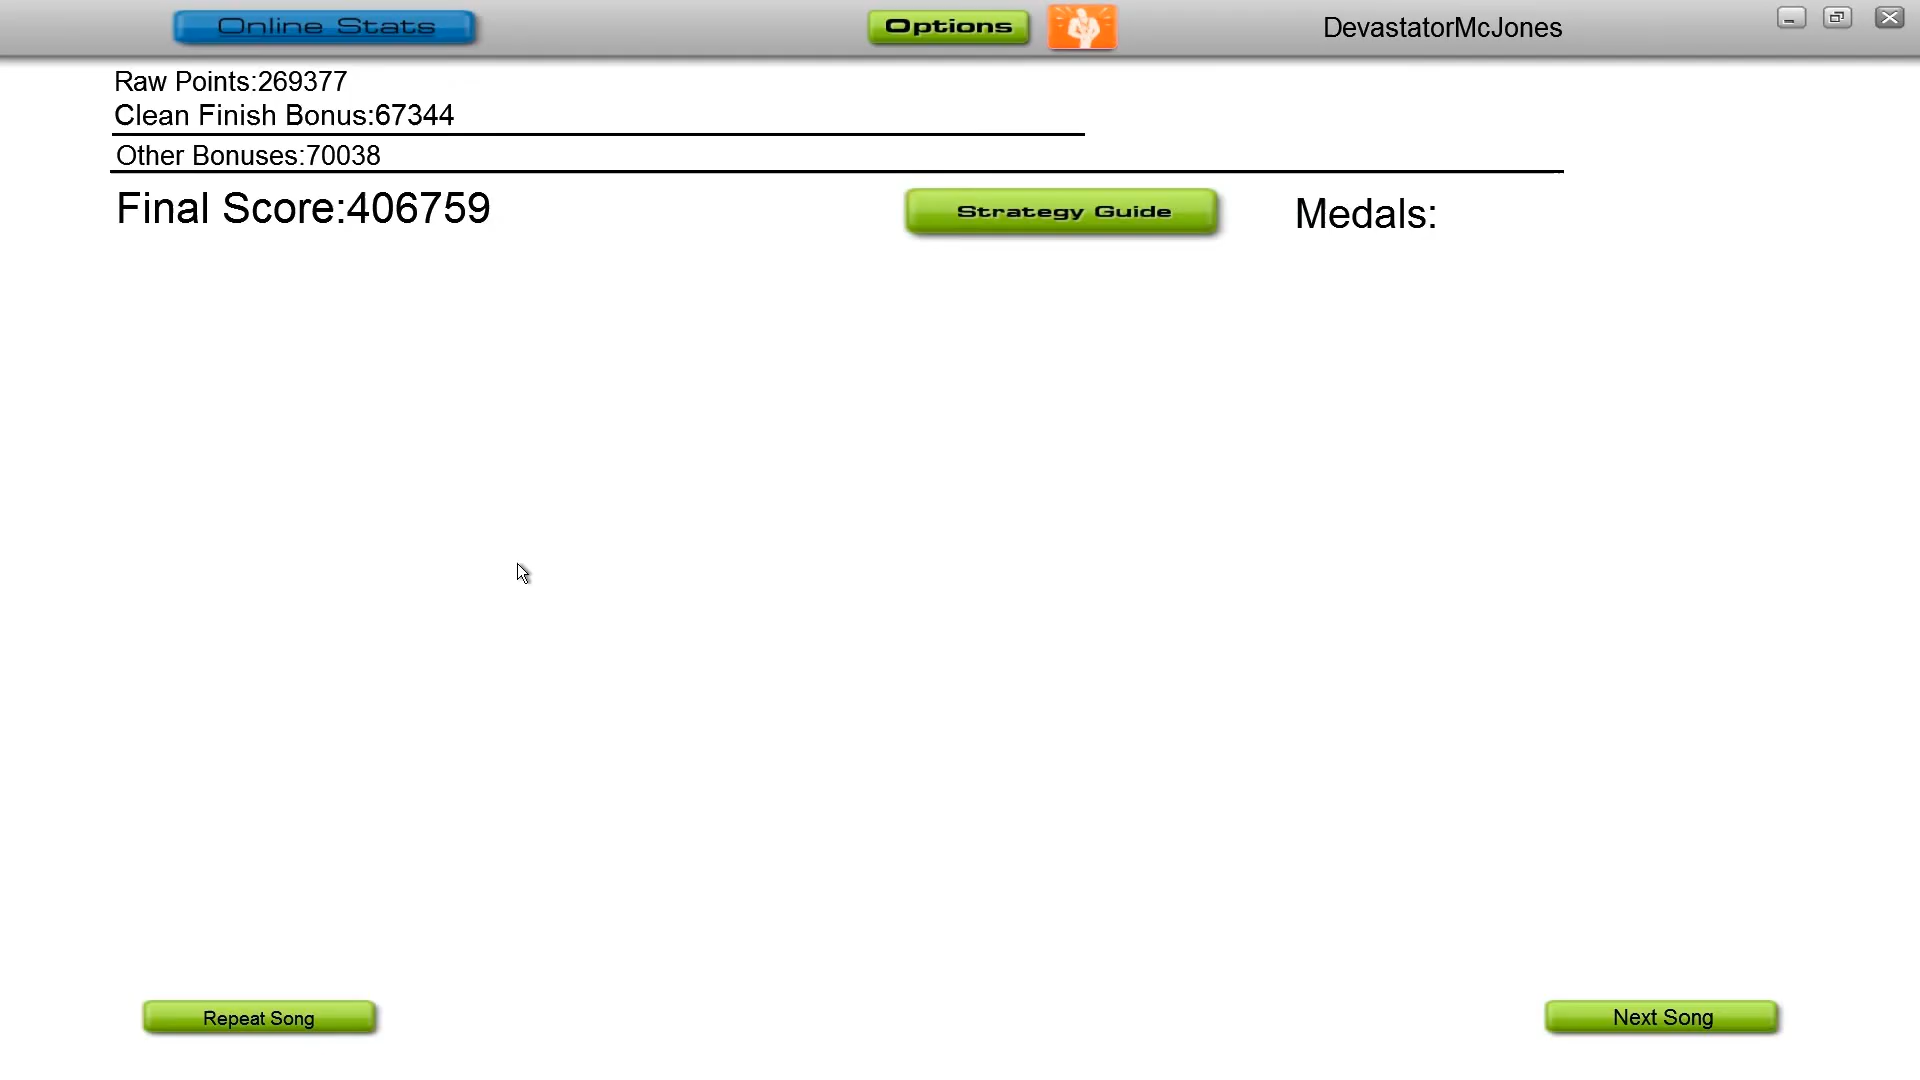 Online Stats
Options
DevastatorMcJones
Raw Points:269377
Clean Finish Bonus:67344
Other Bonuses:70038
Final Score:406759
Strategy Guide
Medals:
Repeat Song
Next Song